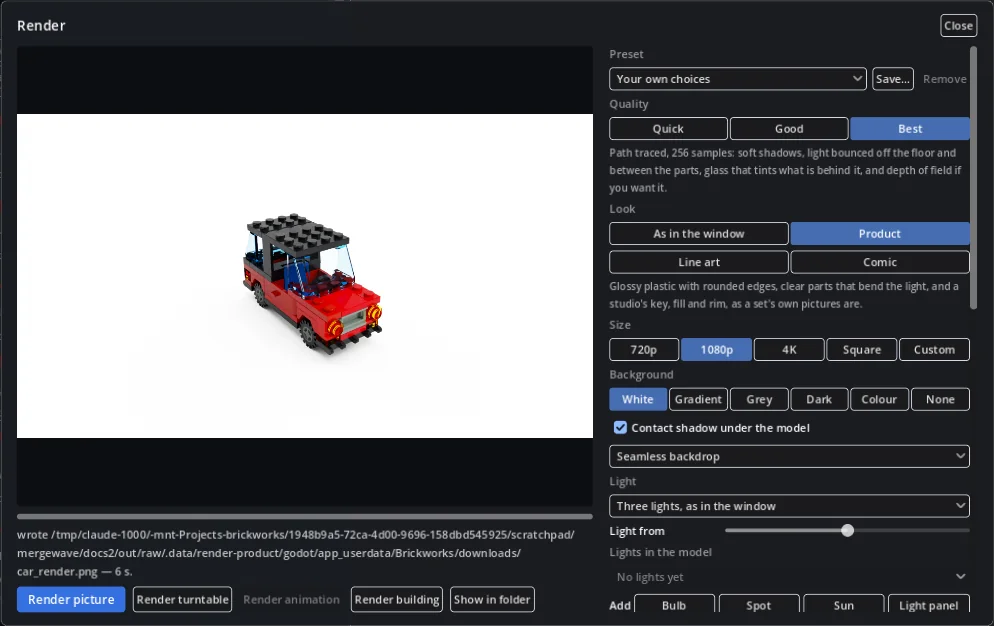 Render
Close
Preset
Your own choices
Save...
Remove
Quality
Quick
Good
Best
Path traced, 256 samples: soft shadows, light bounced off the floor and
between the parts, glass that tints what is behind it, and depth of field if
you want it.
Look
As in the window
Product
Line art
Comic
Glossy plastic with rounded edges, clear parts that bend the light, and a
studio's key, fill and rim, as a set's own pictures are.
Size
720p
1080p
4K
Square
Custom
Background
White
Gradient
Grey
Dark
Colour
None
Contact shadow under the model
Seamless backdrop
Light
Three lights, as in the window
Light from
Lights in the model
No lights yet
Add
Bulb
Spot
Sun
Light panel
wrote /tmp/claude-1000/-mnt-Projects-brickworks/1948b9a5-72ca-4d00-9696-158dbd545925/scratchpad/
mergewave/docs2/out/raw/.data/render-product/godot/app_userdata/Brickworks/downloads/
car_render.png — 6 s.
Render picture
Render turntable
Render animation
Render building
Show in folder